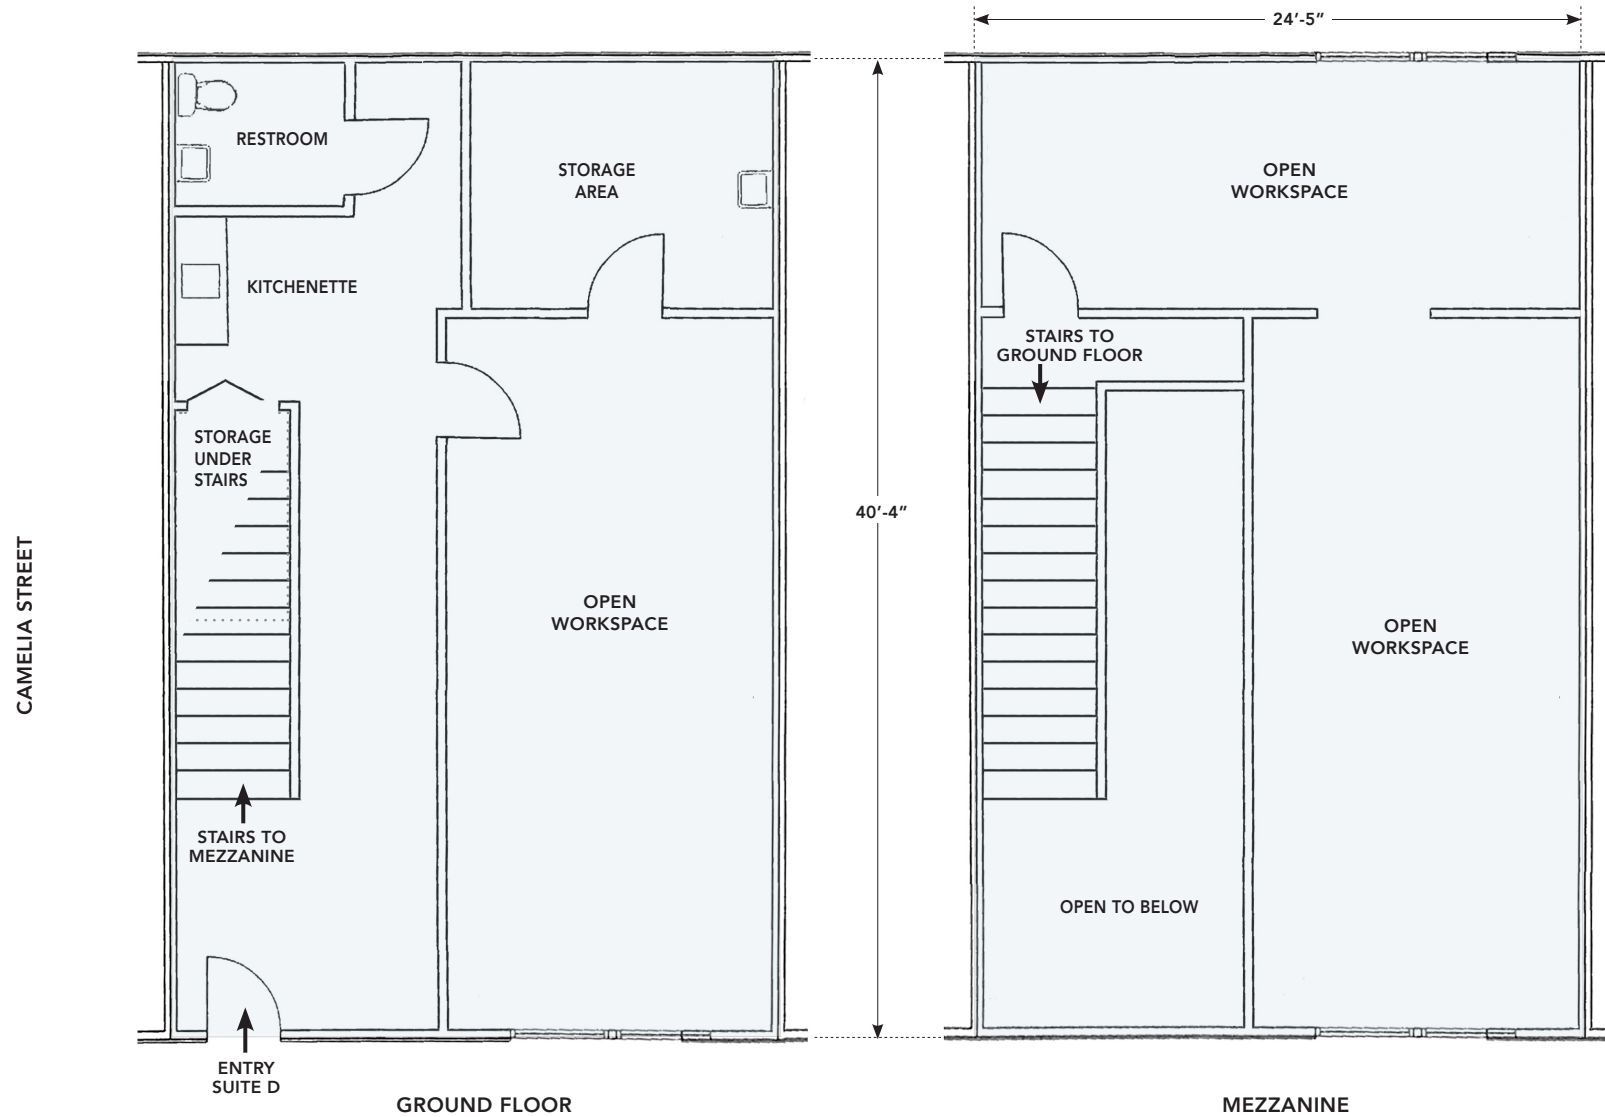 24'-5"
RESTROOM
STORAGE
AREA
KITCHENETTE
STORAGE
UNDER
STAIRS
OPEN
WORKSPACE
STAIRS TO
MEZZANINE
ENTRY
SUITE D
GROUND FLOOR
CAMELIA STREET
40'-4"
OPEN
WORKSPACE
STAIRS TO
GROUND FLOOR
OPEN
WORKSPACE
OPEN TO BELOW
MEZZANINE